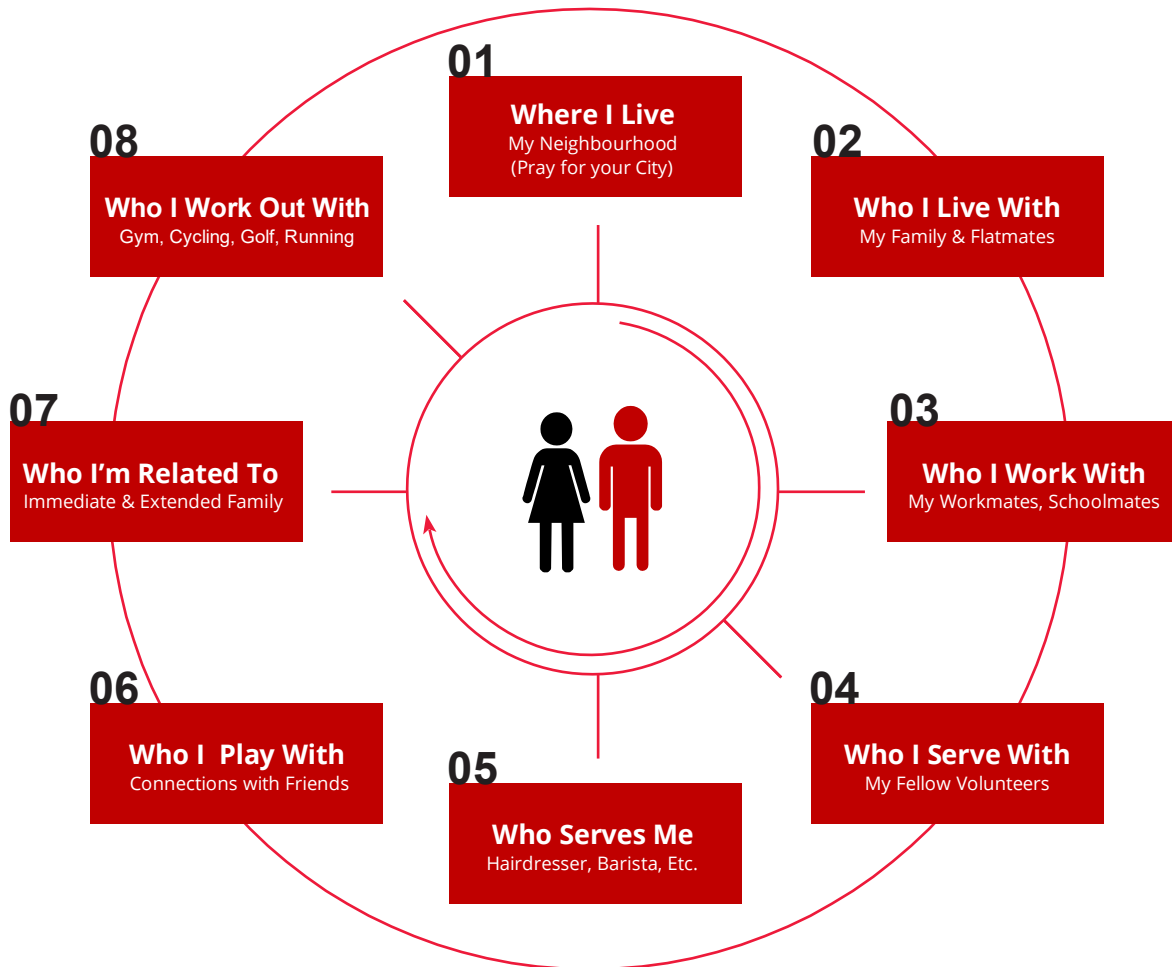 01
Where I Live
My Neighbourhood
(Pray for your City)
02
Who I Live With
My Family & Flatmates
03
Who I Work With
My Workmates, Schoolmates
04
Who I Serve With
My Fellow Volunteers
05
Who Serves Me
Hairdresser, Barista, Etc.
06
Who I  Play With
Connections with Friends
07
Who I’m Related To
Immediate & Extended Family
08
Who I Work Out With
Gym, Cycling, Golf, Running